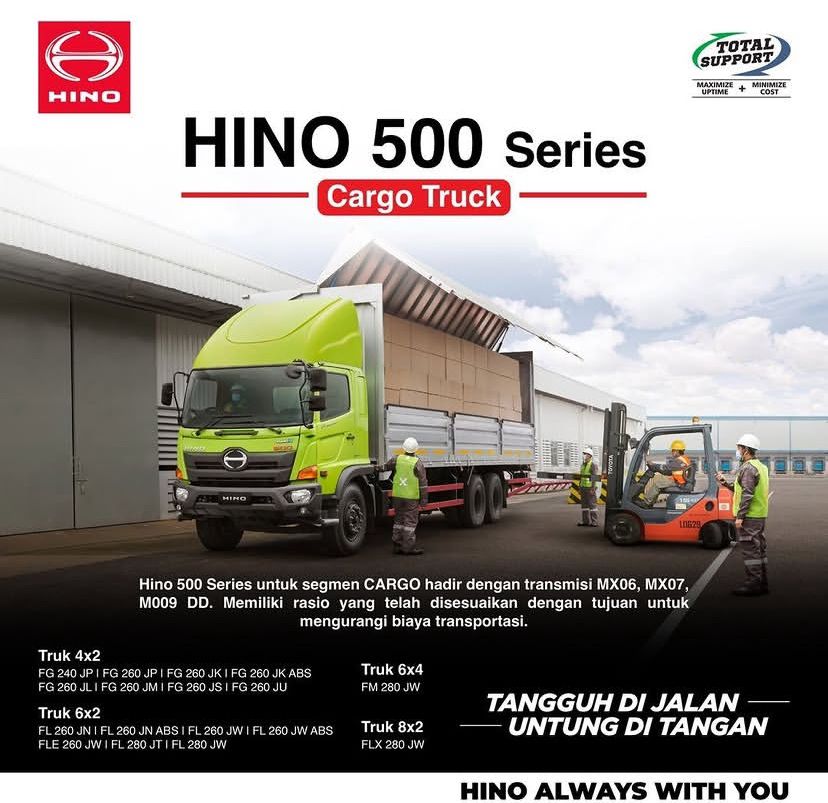 HINO
TOTAL
SUPPORT
MAXIMIZE UPTIME + MINIMIZE COST
HINO 500 Series
Cargo Truck
HINO
500
HINO
TOYOTA
LOG29
Hino 500 Series untuk segmen CARGO hadir dengan transmisi MX06, MX07,
M009 DD. Memiliki rasio yang telah disesuaikan dengan tujuan untuk
mengurangi biaya transportasi.
Truk 4x2
FG 240 JP I FG 260 JP I FG 260 JK I FG 260 JK ABS
FG 260 JL I FG 260 JM I FG 260 JS I FG 260 JU
Truk 6x2
FL 260 JN I FL 260 JN ABS I FL 260 JW I FL 260 JW ABS
FLE 260 JW I FL 280 JT I FL 280 JW
Truk 6x4
FM 280 JW
Truk 8x2
FLX 280 JW
TANGGUH DI JALAN
UNTUNG DI TANGAN
HINO ALWAYS WITH YOU